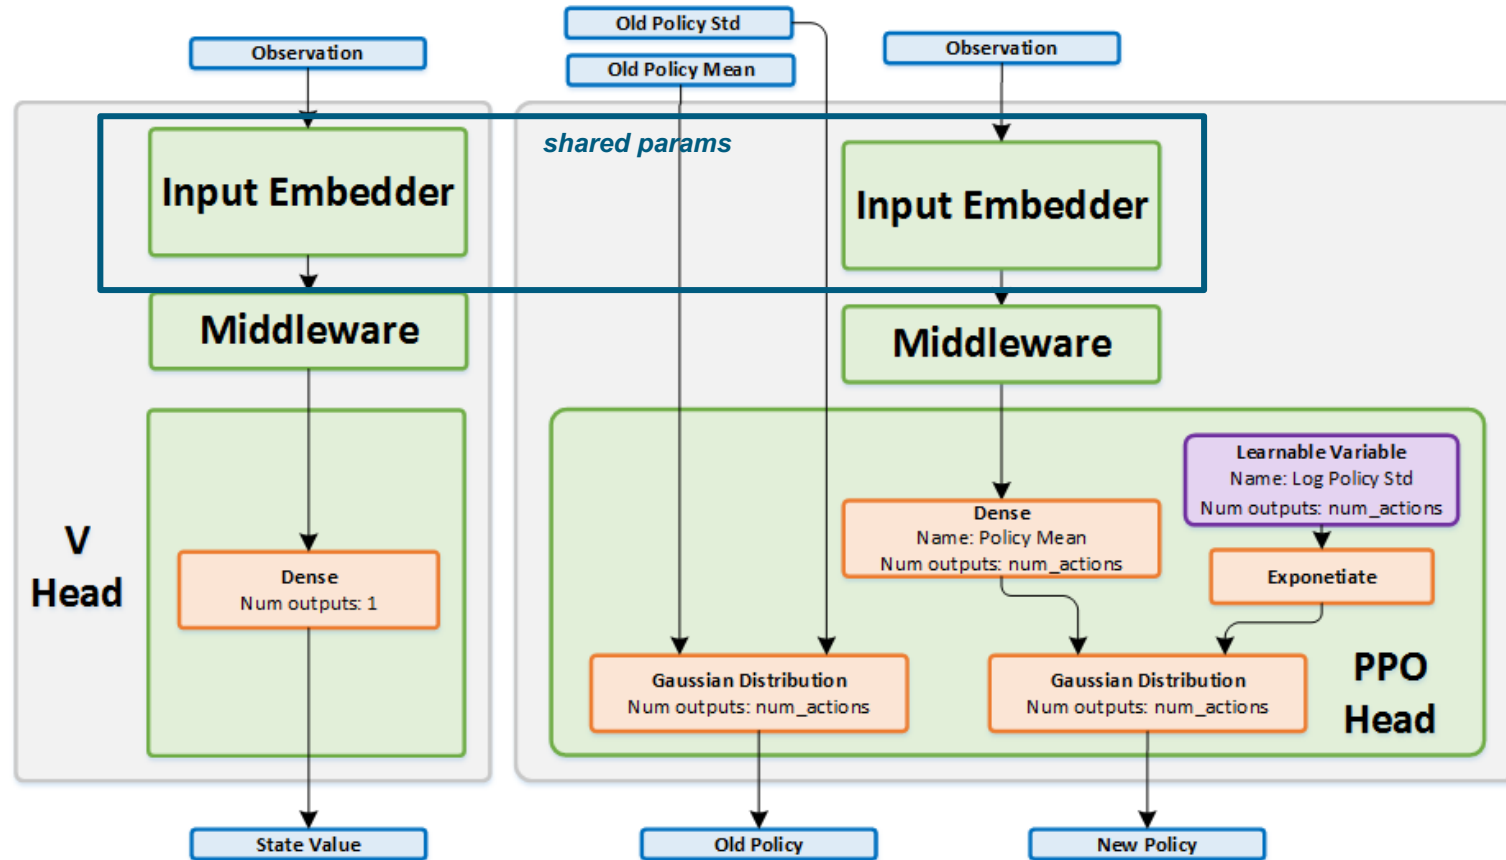 Old Policy Std
Observation
Observation
Old Policy Mean
shared params
Input Embedder
Input Embedder
Middleware
Middleware
Learnable Variable
Name: Log Policy Std
Num outputs: num_actions
Dense
Name: Policy Mean
Num outputs: num_actions
V
Head
Dense
Num outputs: 1
Exponetiate
Gaussian Distribution
Num outputs: num_actions
Gaussian Distribution
Num outputs: num_actions
PPO
Head
State Value
Old Policy
New Policy